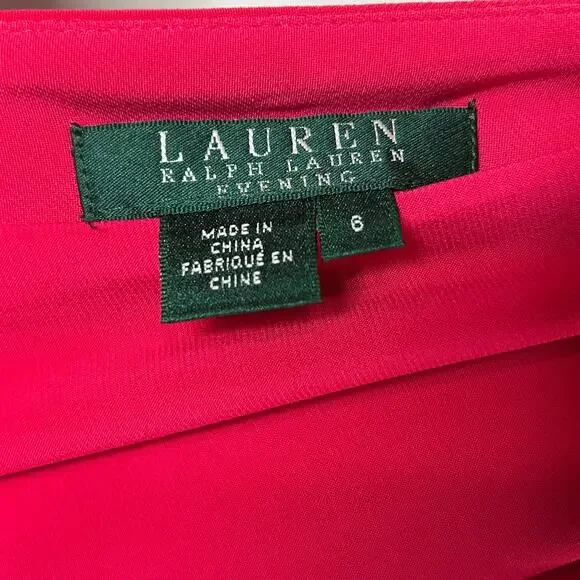 LAUREN
RALPH LAUREN
EVENING
MADE IN
CHINA
FABRIQUÉ EN
CHINE
6